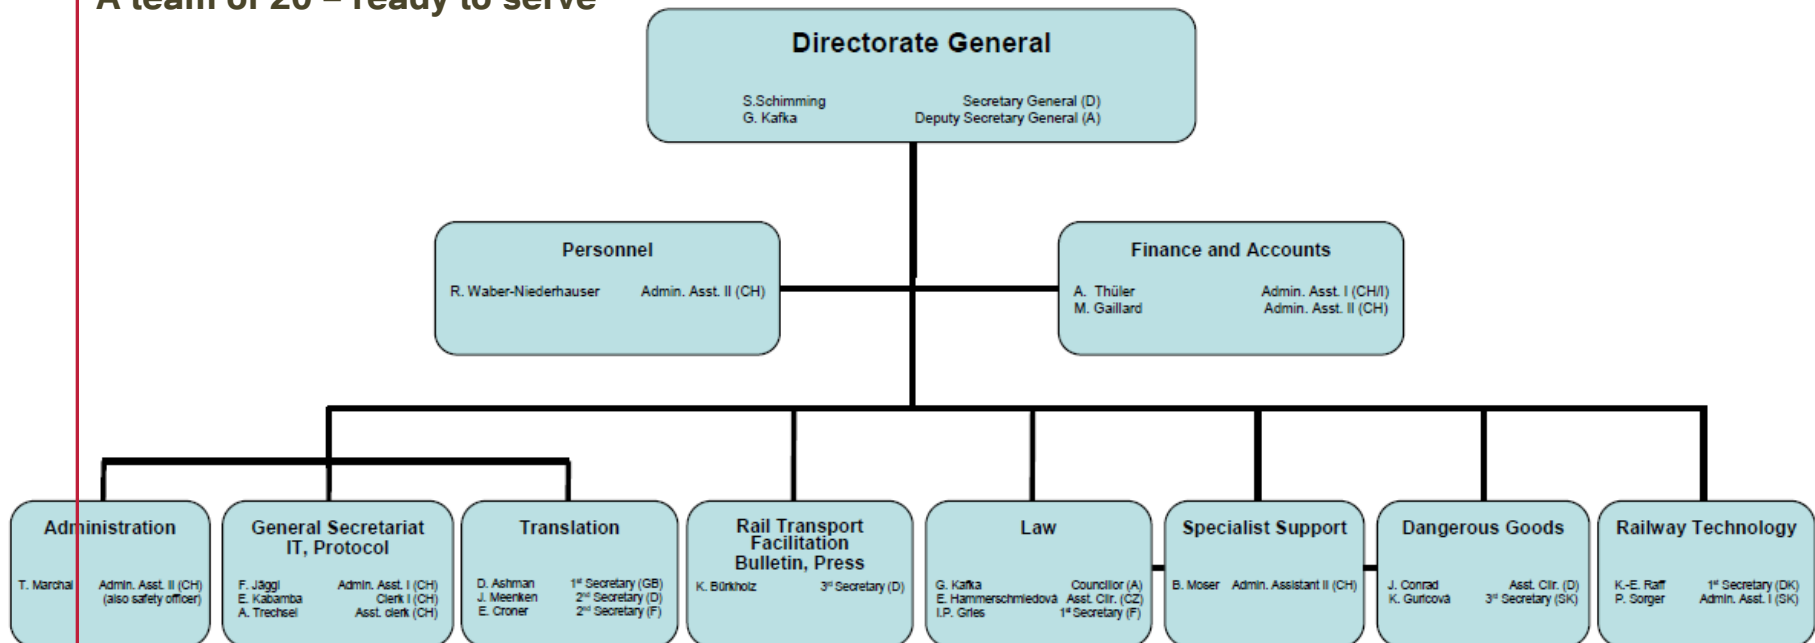 A team of 20 – ready to serve
Directorate General
S.Schimming Secretary General (D)
G. Kafka Deputy Secretary General (A)
Personnel
R. Waber-Niederhauser Admin. Asst. II (CH)
Finance and Accounts
A. Thüler Admin. Asst. I (CH/I)
M. Gaillard Admin. Asst. II (CH)
Administration
T. Marchal Admin. Asst. II (CH)
(also safety officer)
General Secretariat
IT, Protocol
F. Jäggi Admin. Asst. I (CH)
E. Kabamba Clerk I (CH)
A. Trechsel Asst. clerk (CH)
Translation
D. Ashman 1st Secretary (GB)
J. Meenken 2nd Secretary (D)
E. Croner 2nd Secretary (F)
Rail Transport
Facilitation
Bulletin, Press
K. Bürkholz 3rd Secretary (D)
Law
G. Kafka Councillor (A)
E. Hammerschmiedová Asst. Cllr. (CZ)
I.P. Gries 1st Secretary (F)
Specialist Support
B. Moser Admin. Assistant II (CH)
Dangerous Goods
J. Conrad Asst. Cllr. (D)
K. Guricová 3rd Secretary (SK)
Railway Technology
K.-E. Raff 1st Secretary (DK)
P. Sorger Admin. Asst. I (SK)